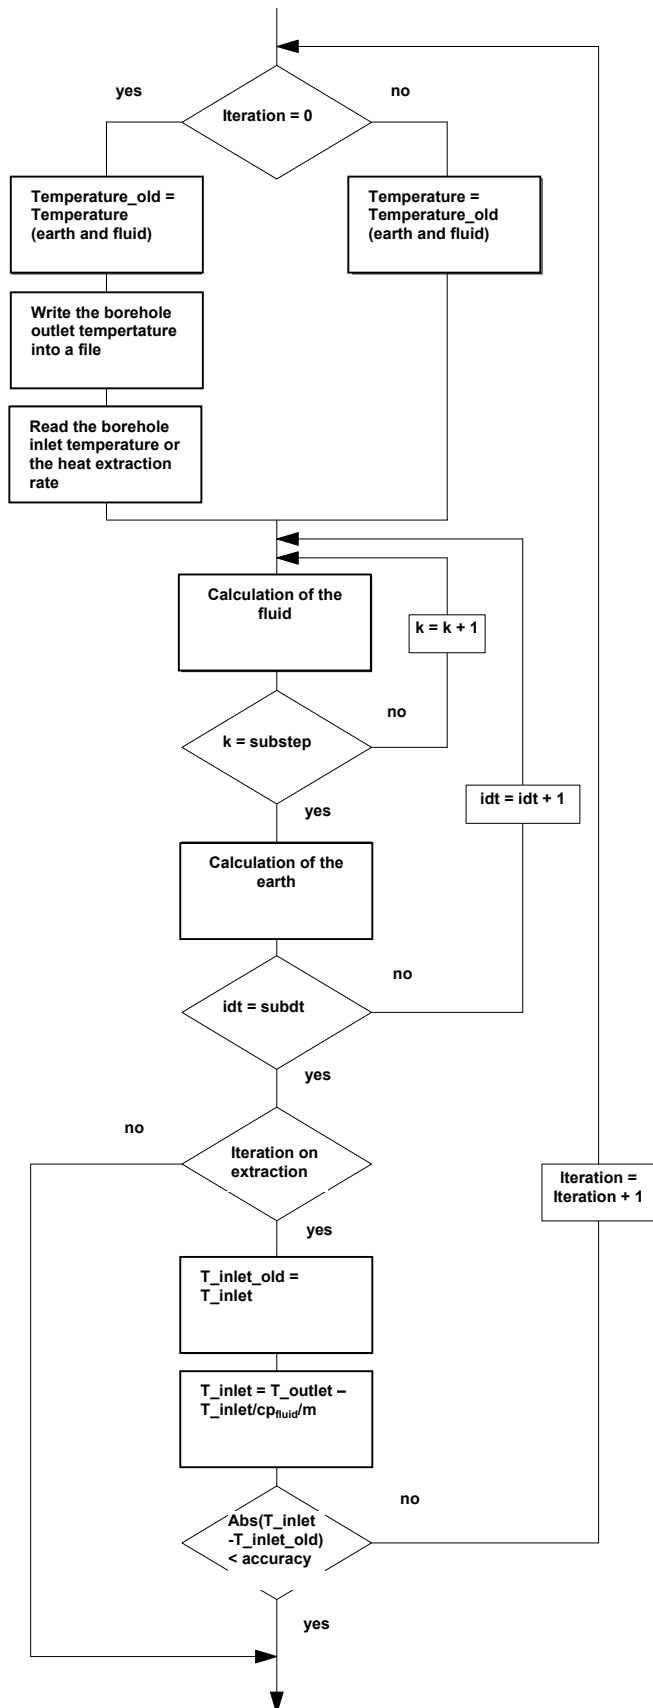 yes
no
Iteration = 0
Temperature_old =
Temperature
(earth and fluid)
Temperature =
Temperature_old
(earth and fluid)
Write the borehole
outlet tempertature
into a file
Read the borehole
inlet temperature or
the heat extraction
rate
Calculation of the
fluid
k = k + 1
no
k = substep
idt = idt + 1
yes
Calculation of the
earth
no
idt = subdt
yes
no
Iteration on
extraction
Iteration =
Iteration + 1
yes
T_inlet_old =
T_inlet
T_inlet = T_outlet –
T_inlet/cpfluid/m
no
Abs(T_inlet
-T_inlet_old)
< accuracy
yes